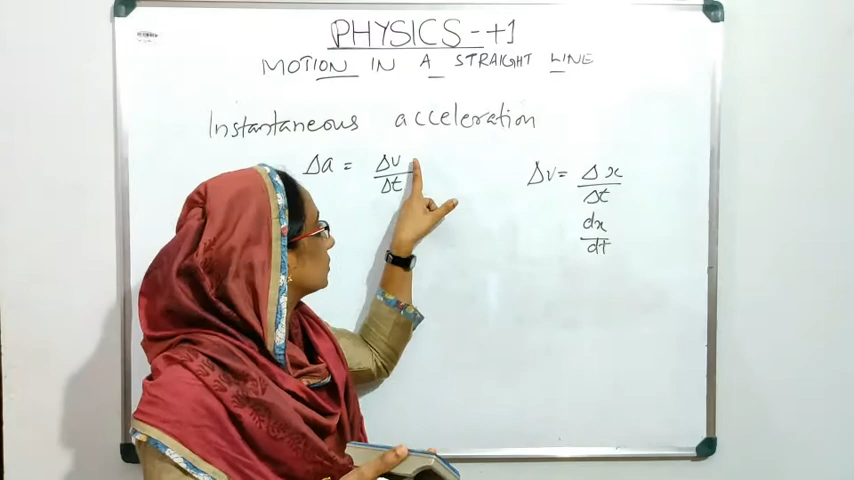 PHYSICS - +1
MOTION IN A STRAIGHT LINE
Instantaneous acceleration
Δa = Δv/Δt
Δv = Δx/Δt
dx/dt